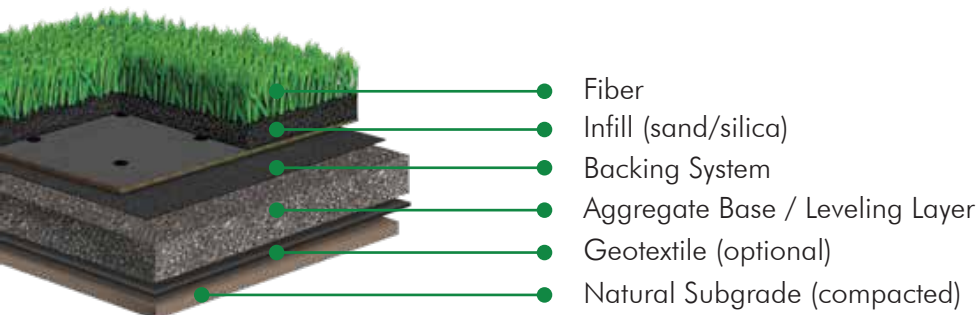 Fiber
Infill (sand/silica)
Backing System
Aggregate Base / Leveling Layer
Geotextile (optional)
Natural Subgrade (compacted)